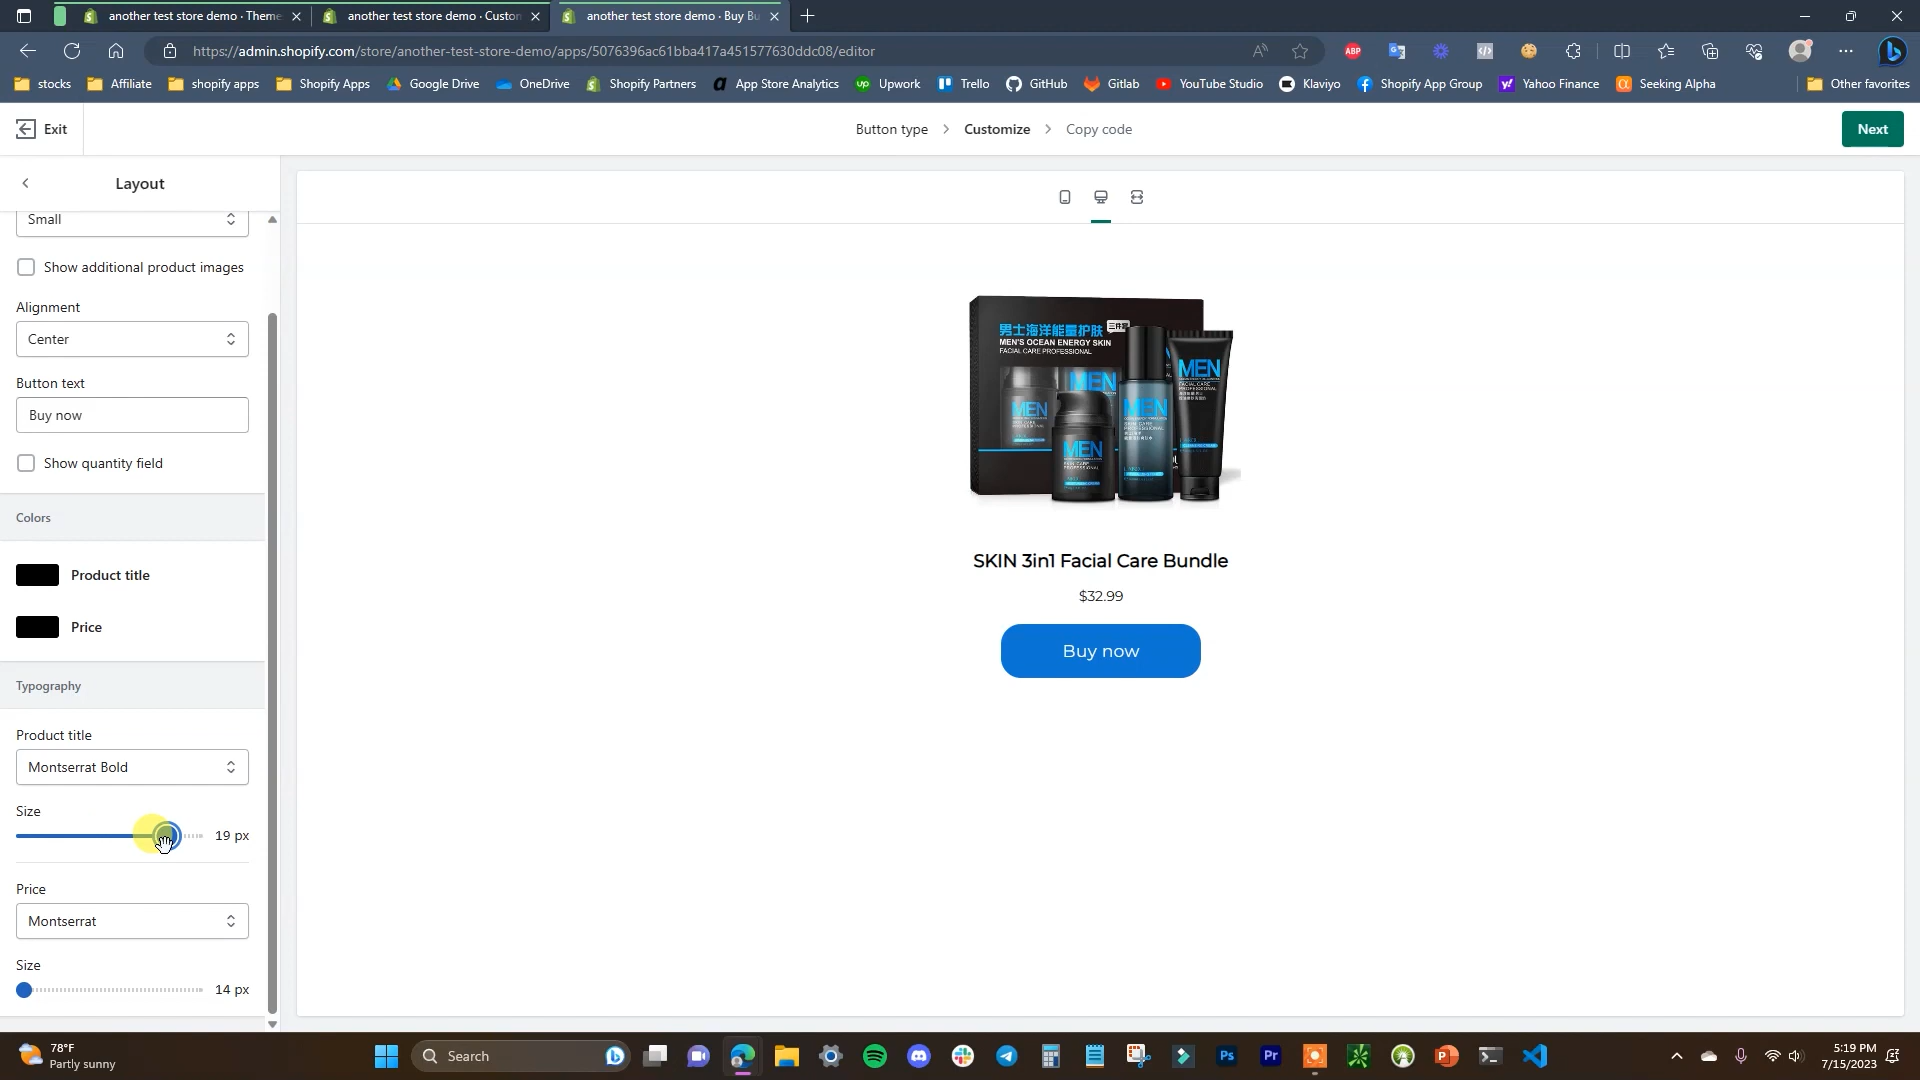 another test store demo · Theme
another test store demo · Custon
another test store demo · Buy Bu
https://admin.shopify.com/store/another-test-store-demo/apps/5076396ac61bba417a451577630ddc08/editor
stocks
Affiliate
shopify apps
Shopify Apps
Google Drive
OneDrive
Shopify Partners
App Store Analytics
Upwork
Trello
GitHub
Gitlab
YouTube Studio
Klaviyo
Shopify App Group
Yahoo Finance
Seeking Alpha
Other favorites
Exit
Button type
Customize
Copy code
Next
Layout
Small
Show additional product images
Alignment
Center
Button text
Buy now
Show quantity field
Colors
Product title
Price
Typography
Product title
Montserrat Bold
Size
19 px
Price
Montserrat
Size
14 px
男士海洋能量护肤 三件套
MEN'S OCEAN ENERGY SKIN
FACIAL CARE PROFESSIONAL
MEN
MEN
MEN
MEN
MEN
SKIN 3in1 Facial Care Bundle
$32.99
Buy now
78°F
Partly sunny
Search
5:19 PM
7/15/2023